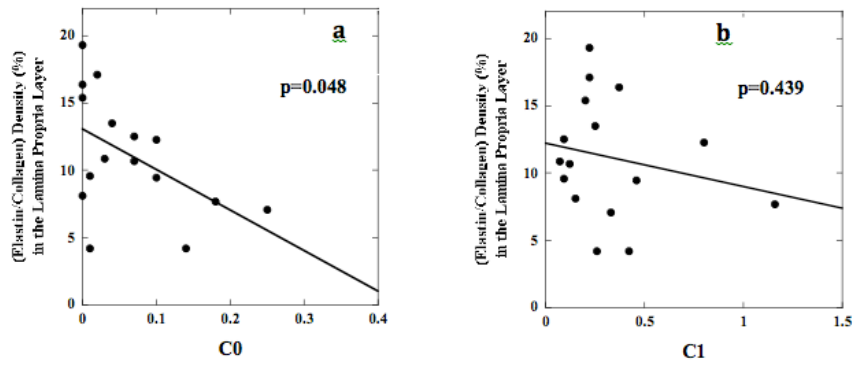 a
p=0.048
(Elastin/Collagen) Density (%)
in the Lamina Propria Layer
20
15
10
5
0
0
0.1
0.2
0.3
0.4
C0
b
p=0.439
(Elastin/Collagen) Density (%)
in the Lamina Propria Layer
20
15
10
5
0
0
0.5
1
1.5
C1